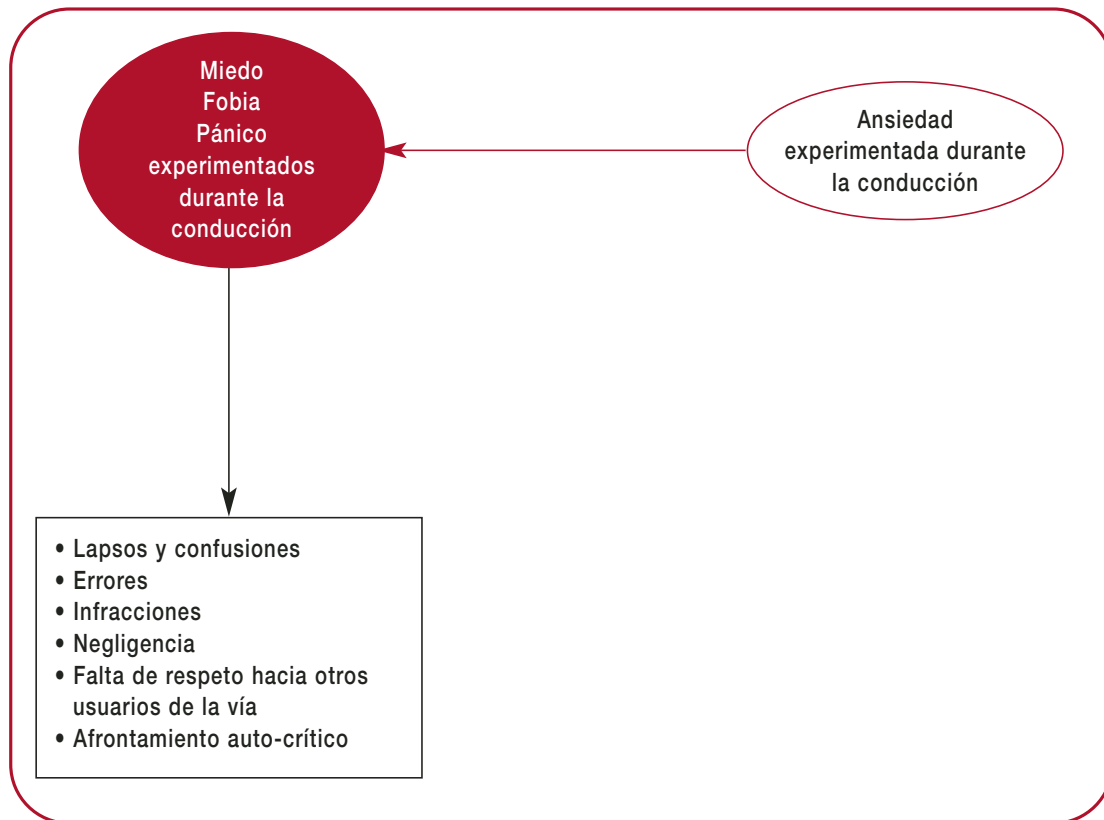 Miedo
Fobia
Pánico
experimentados
durante la
conducción
Ansiedad
experimentada durante
la conducción
• Lapsos y confusiones
• Errores
• Infracciones
• Negligencia
• Falta de respeto hacia otros
usuarios de la vía
• Afrontamiento auto-crítico